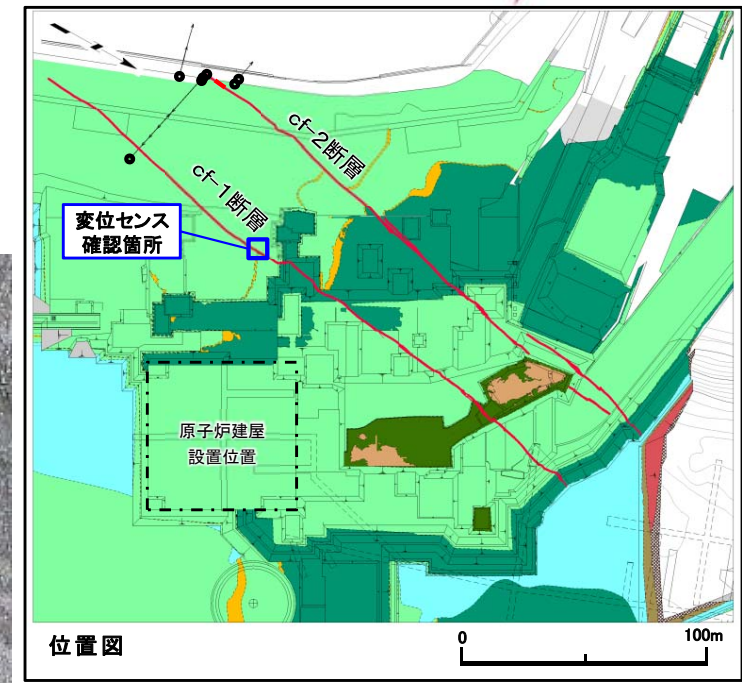 cf-2断層
cf-1断層
変位センス
確認箇所
原子炉建屋
設置位置
位置図
0
100m